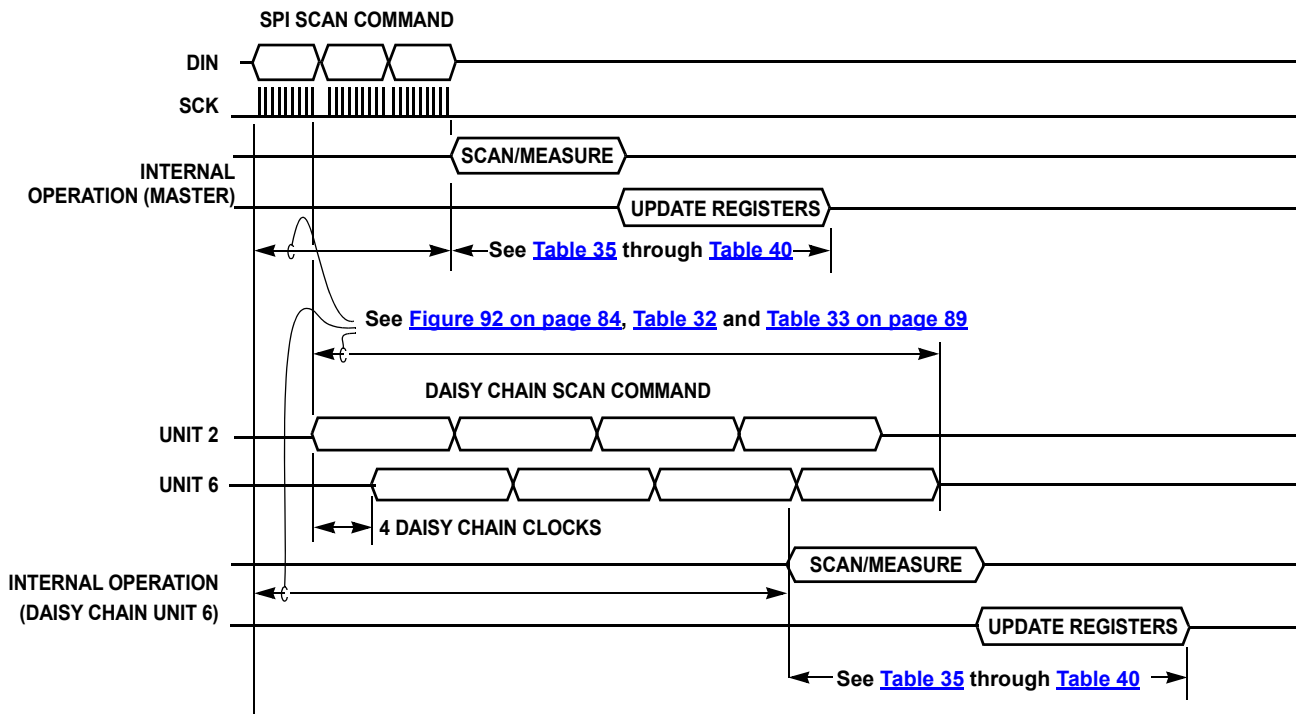 SPI SCAN COMMAND
DIN
SCK
SCAN/MEASURE
INTERNAL
OPERATION (MASTER)
UPDATE REGISTERS
See Table 35 through Table 40
See Figure 92 on page 84, Table 32 and Table 33 on page 89
DAISY CHAIN SCAN COMMAND
UNIT 2
UNIT 6
4 DAISY CHAIN CLOCKS
SCAN/MEASURE
INTERNAL OPERATION
(DAISY CHAIN UNIT 6)
UPDATE REGISTERS
See Table 35 through Table 40